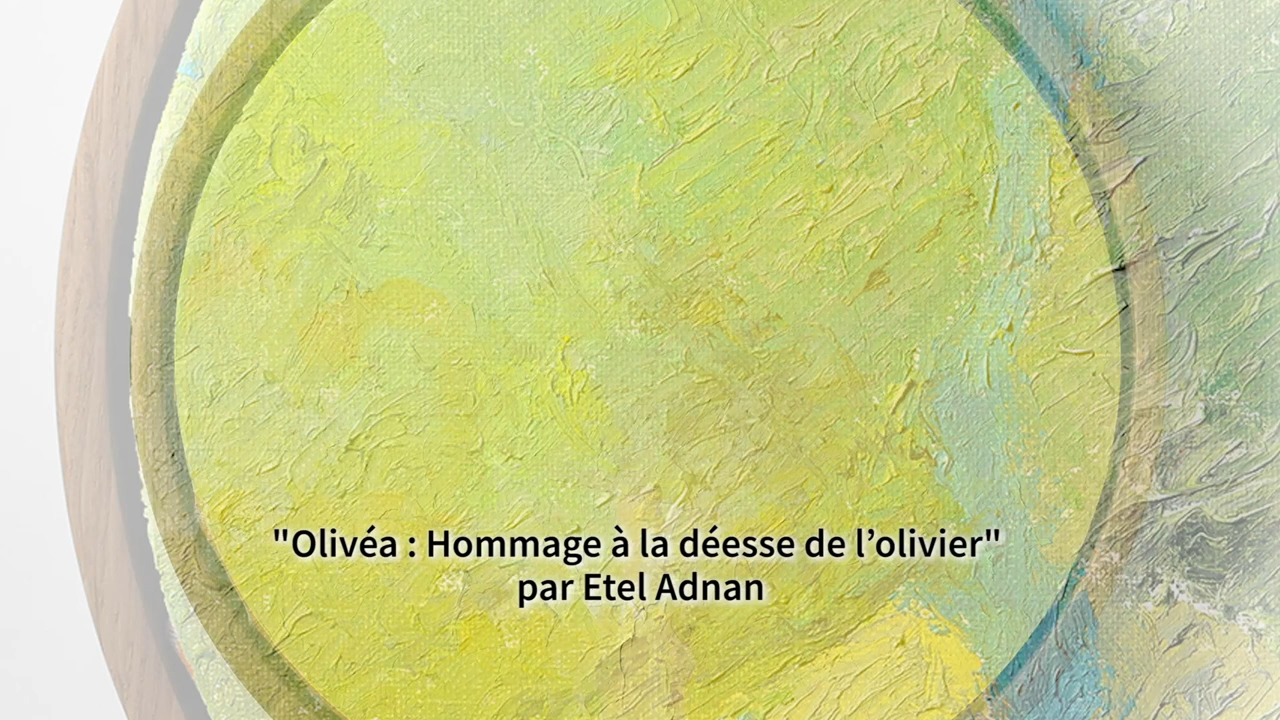 "Olivéa : Hommage à la déesse de l’olivier"
par Etel Adnan